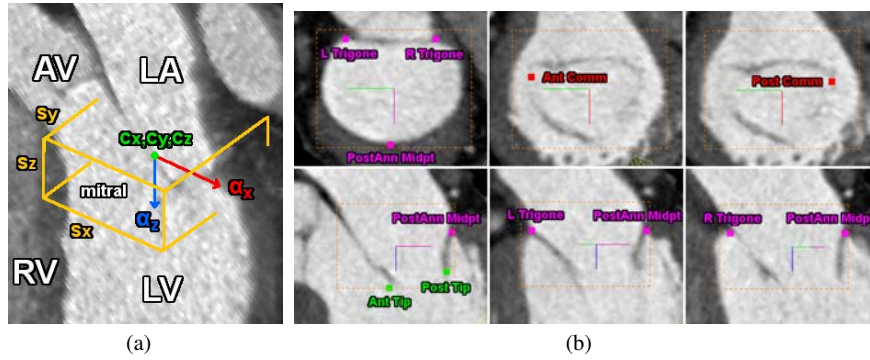 AV
LA
Sy
Cx,Cy,Cz
Sz
mitral
αx
αz
Sx
RV
LV
(a)
L Trigone
R Trigone
PostAnn Midpt
Ant Comm
Post Comm
PostAnn Midpt
Ant Tip
Post Tip
L Trigone
PostAnn Midpt
R Trigone
PostAnn Midpt
(b)